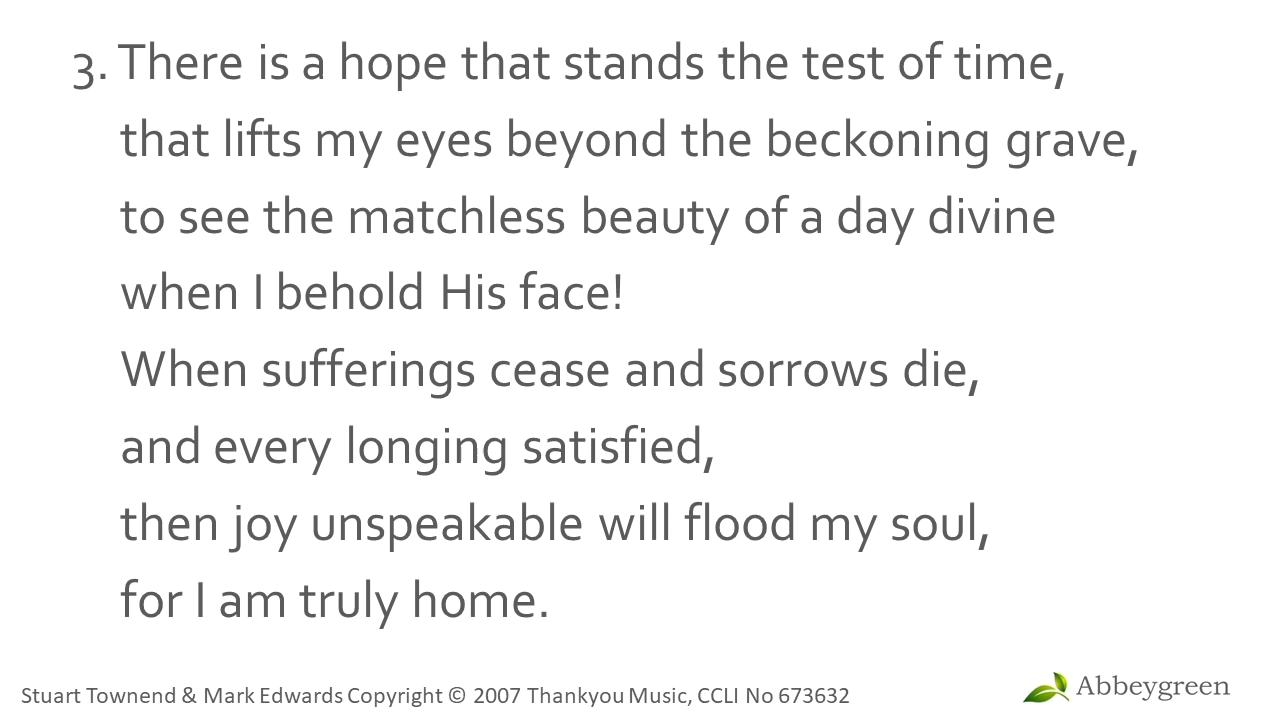 3. There is a hope that stands the test of time,
that lifts my eyes beyond the beckoning grave,
to see the matchless beauty of a day divine
when I behold His face!
When sufferings cease and sorrows die,
and every longing satisfied,
then joy unspeakable will flood my soul,
for I am truly home.
Stuart Townend & Mark Edwards Copyright © 2007 Thankyou Music, CCLI No 673632
Abbeygreen